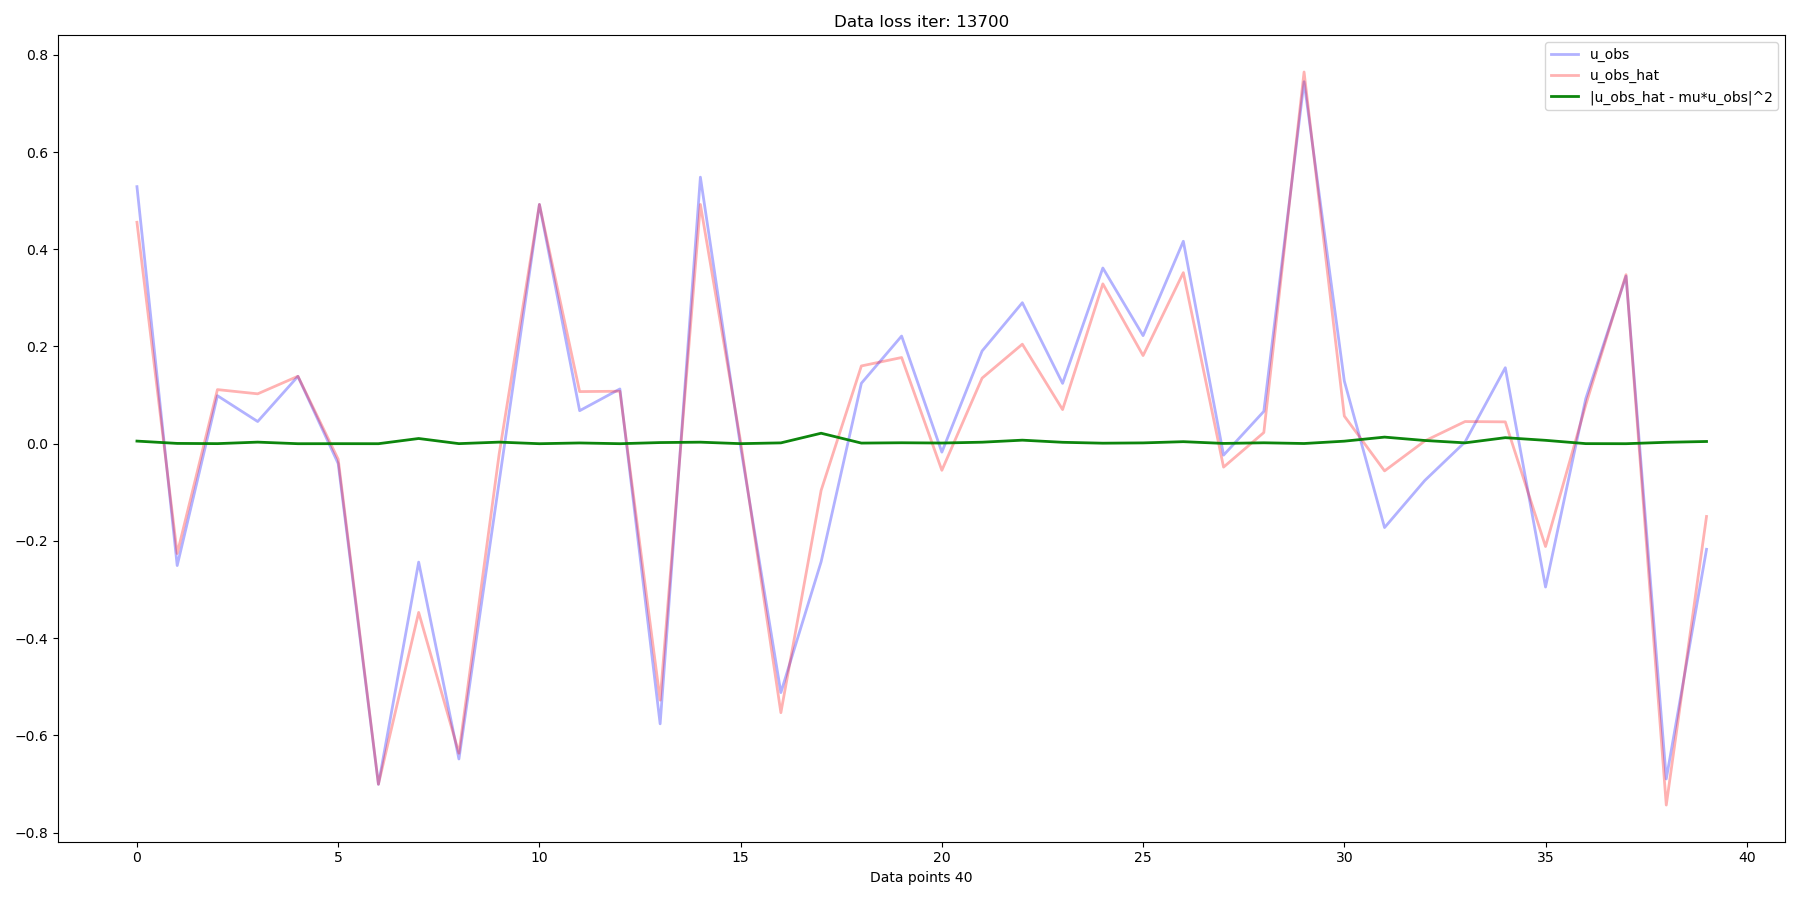 Data loss iter: 13700
u_obs
u_obs_hat
|u_obs_hat - mu*u_obs|^2
0.8
0.6
0.4
0.2
0.0
−0.2
−0.4
−0.6
−0.8
0 5 10 15 20 25 30 35 40
Data points 40